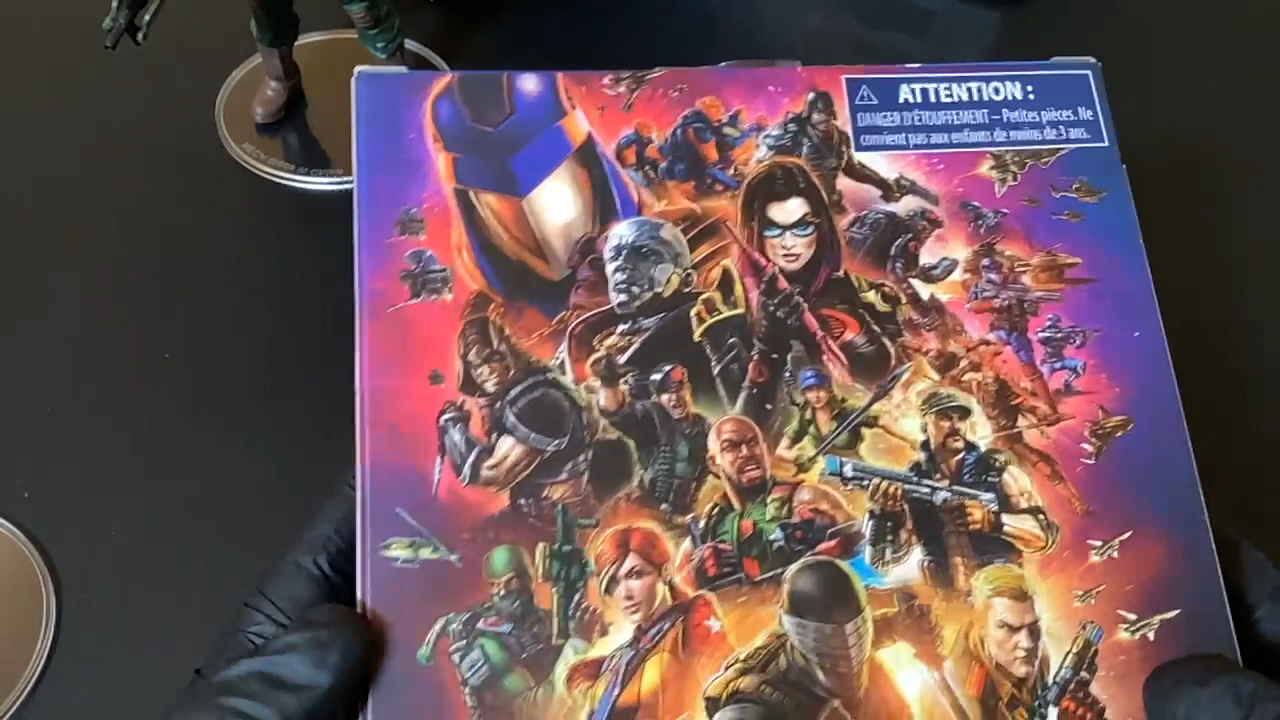 ATTENTION :
DANGER D'ÉTOUFFEMENT – Petites pièces. Ne
convient pas aux enfants de moins de 3 ans.